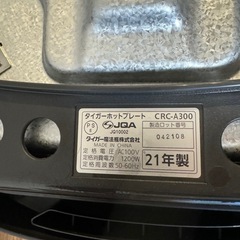 タイガーホットプレート CRC-A300
PS E JQA 製造ロット番号
JQ10002 042108
タイガー魔法瓶株式会社
MADE IN CHINA
定格電圧 AC100V
定格消費電力 1200W
定格周波数 50-60Hz
21年製